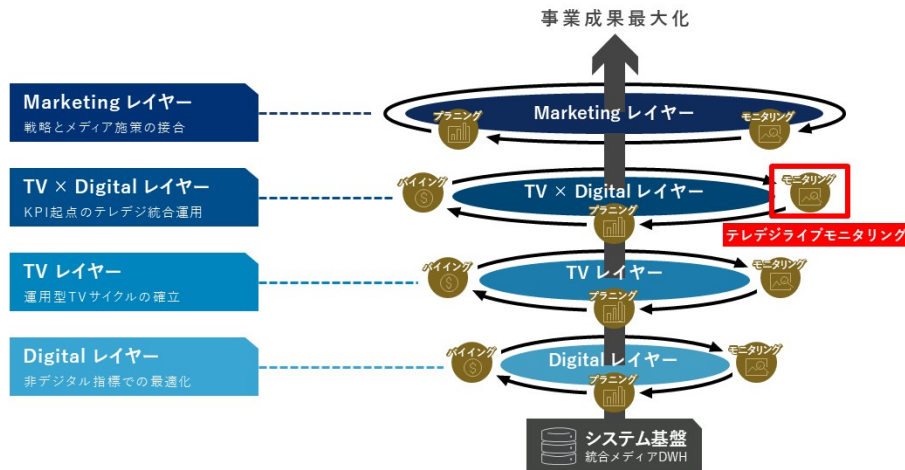 事業成果最大化
Marketing レイヤー
戦略とメディア施策の接合
Marketing レイヤー
プラニング
モニタリング
TV × Digital レイヤー
KPI起点のテレデジ統合運用
バイイング
TV × Digital レイヤー
モニタリング
プラニング
テレデジライブモニタリング
TV レイヤー
運用型TVサイクルの確立
バイイング
TV レイヤー
モニタリング
プラニング
Digital レイヤー
非デジタル指標での最適化
バイイング
Digital レイヤー
モニタリング
プラニング
システム基盤
統合メディアDWH